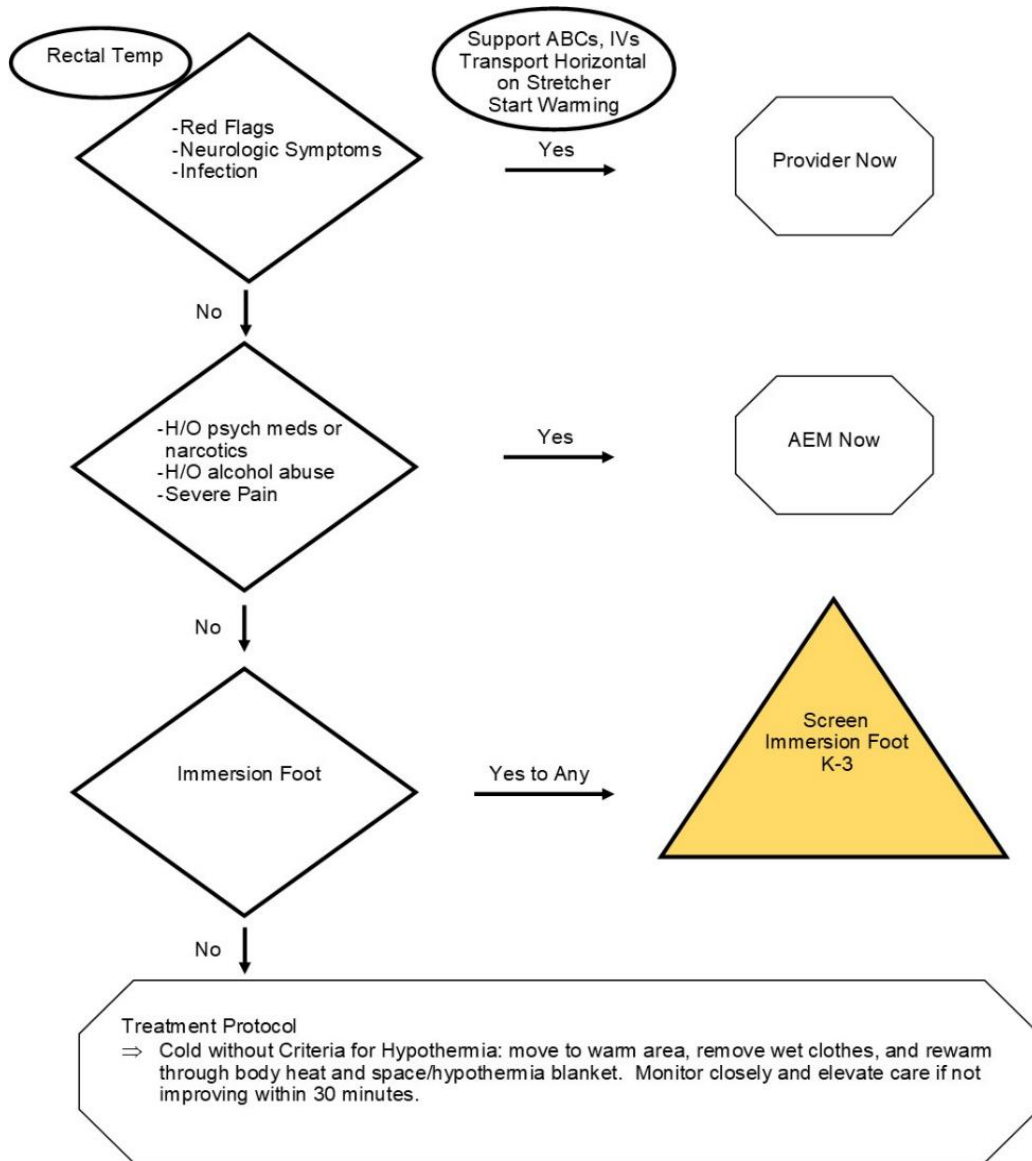 Rectal Temp
Support ABCs, IVs
Transport Horizontal
on Stretcher
Start Warming
-Red Flags
-Neurologic Symptoms
-Infection
Yes
Provider Now
No
-H/O psych meds or
narcotics
-H/O alcohol abuse
-Severe Pain
Yes
AEM Now
No
Immersion Foot
Yes to Any
Screen
Immersion Foot
K-3
No
Treatment Protocol
⇒ Cold without Criteria for Hypothermia: move to warm area, remove wet clothes, and rewarm
through body heat and space/hypothermia blanket. Monitor closely and elevate care if not
improving within 30 minutes.